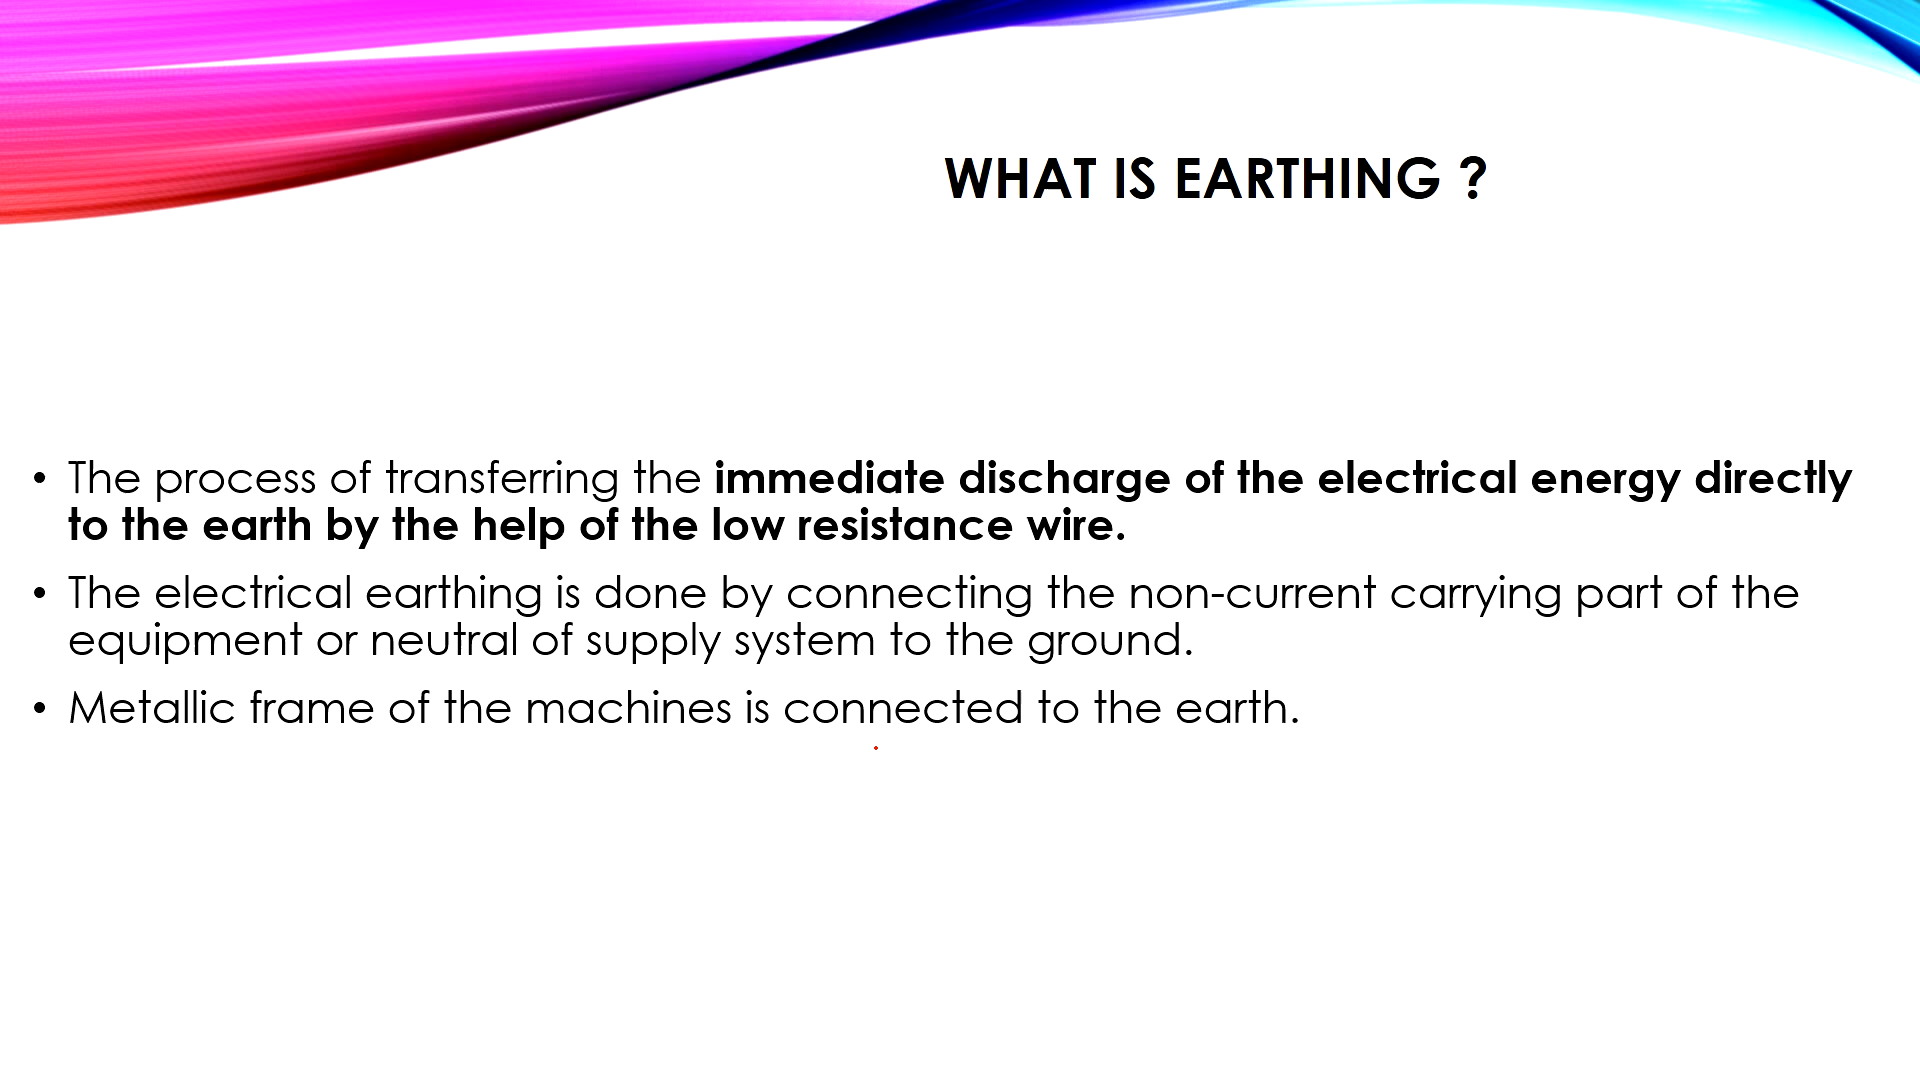 WHAT IS EARTHING ?
• The process of transferring the immediate discharge of the electrical energy directly
to the earth by the help of the low resistance wire.
• The electrical earthing is done by connecting the non-current carrying part of the
equipment or neutral of supply system to the ground.
• Metallic frame of the machines is connected to the earth.